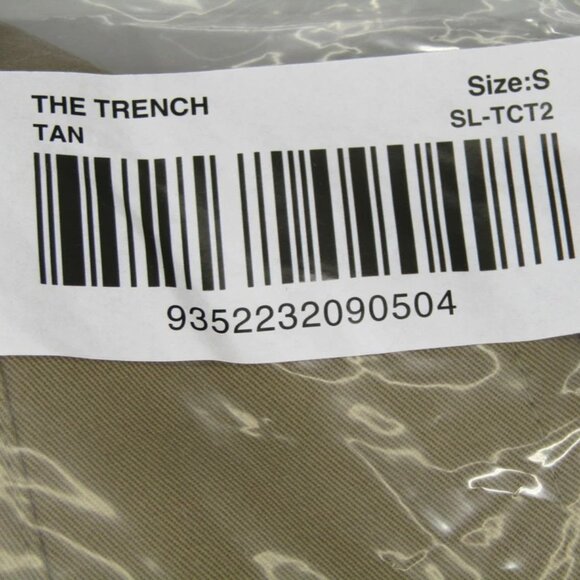 THE TRENCH
TAN
Size:S
SL-TCT2
9352232090504